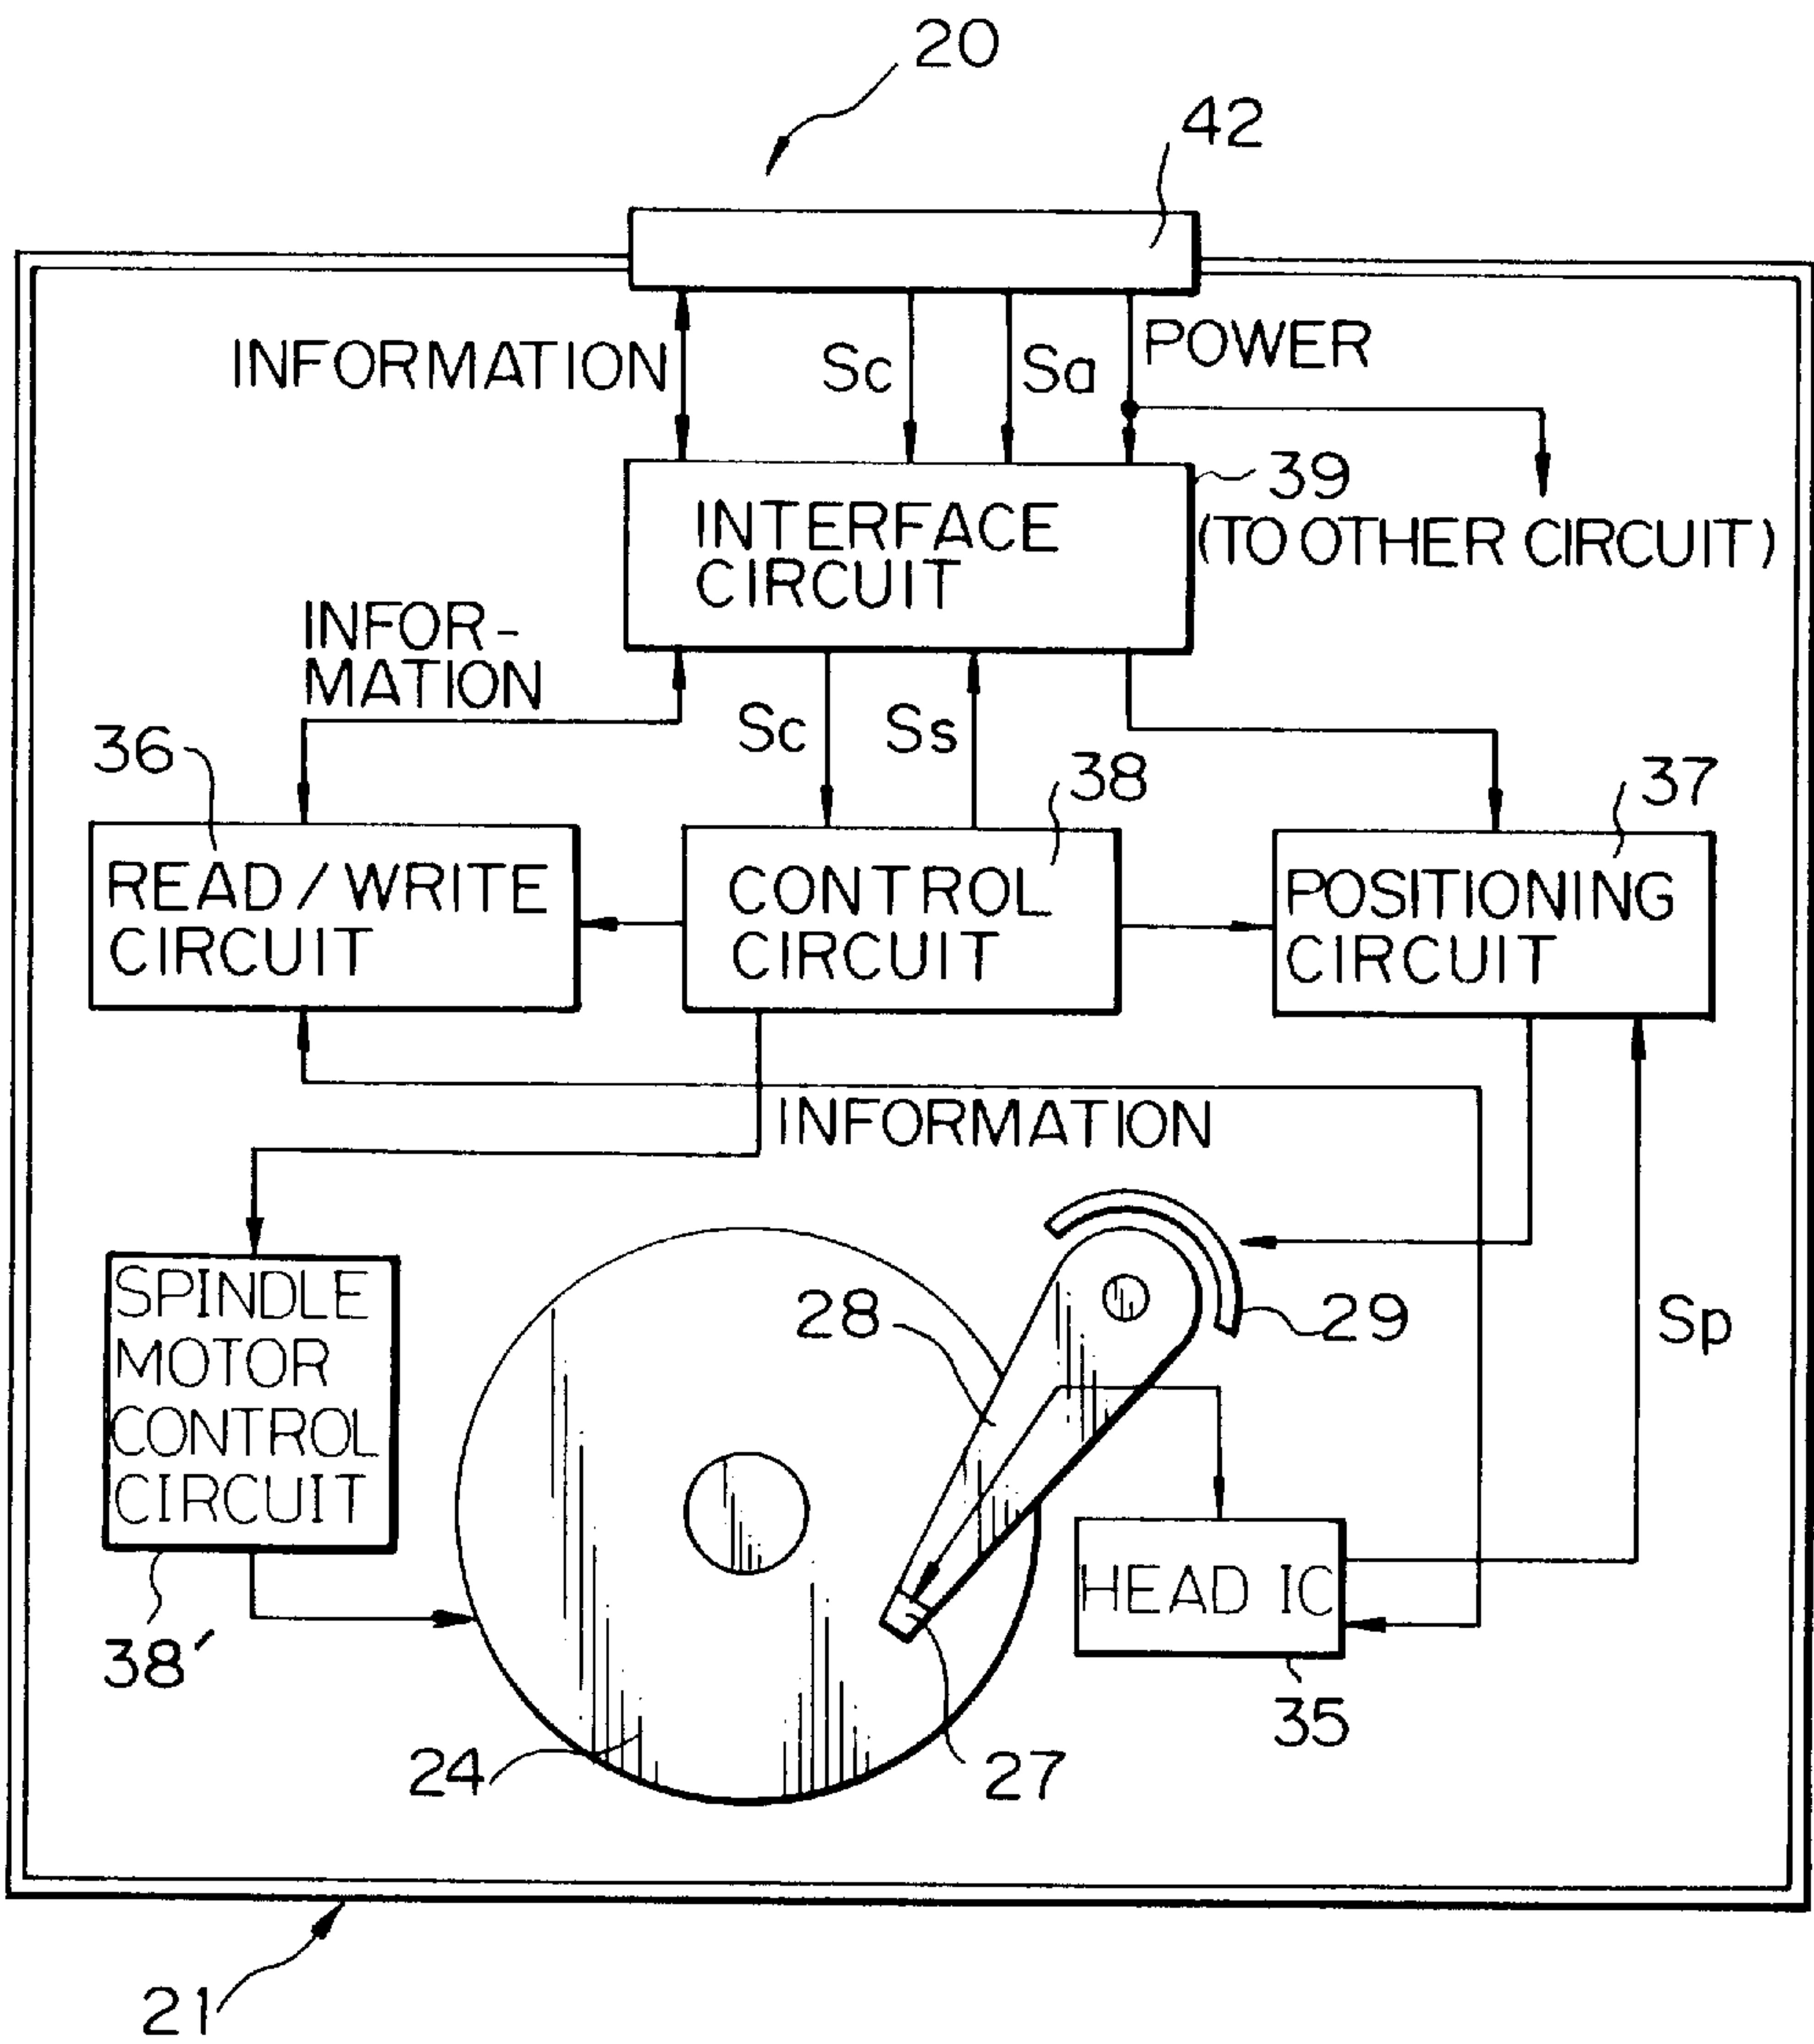 20
42
INFORMATION
Sc
Sa
POWER
39
INTERFACE
CIRCUIT
(TO OTHER CIRCUIT)
INFOR-
MATION
Sc
Ss
36
38
37
READ/WRITE
CIRCUIT
CONTROL
CIRCUIT
POSITIONING
CIRCUIT
INFORMATION
SPINDLE
MOTOR
CONTROL
CIRCUIT
28
29
Sp
HEAD IC
38'
35
24
27
21